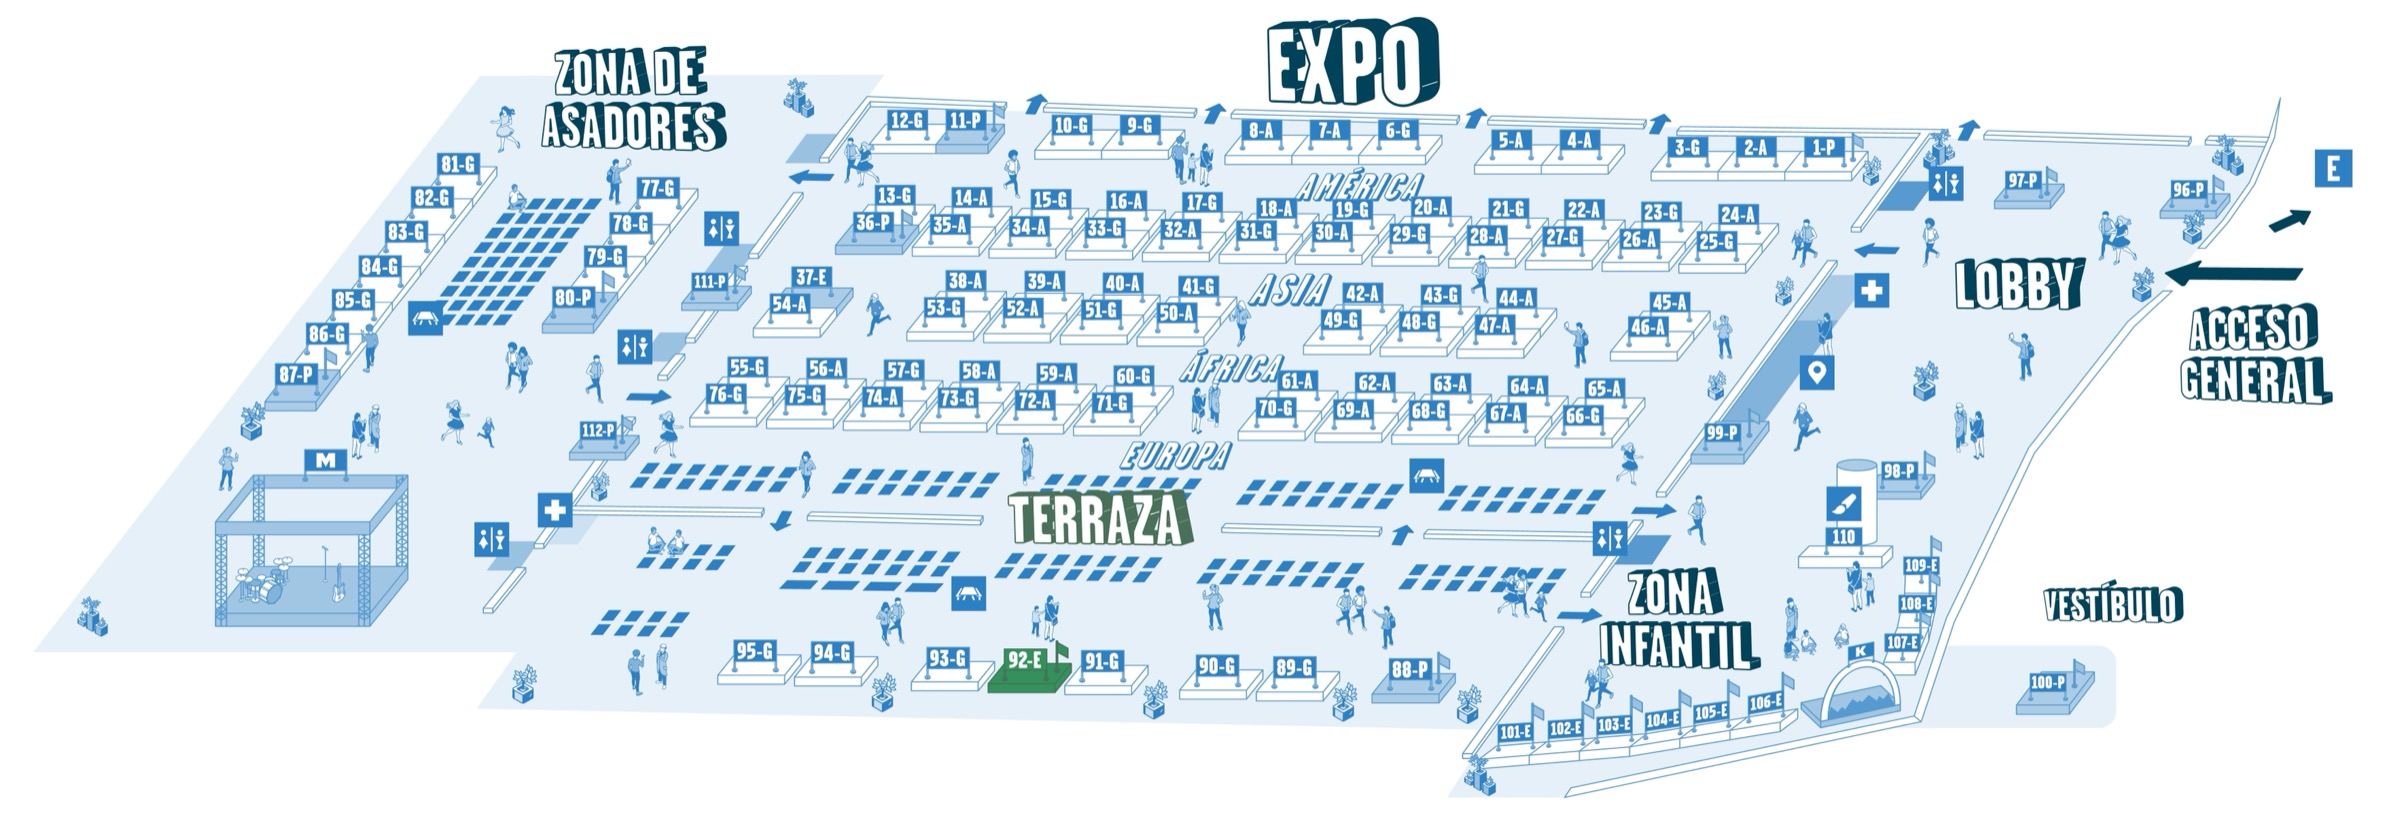 EXPO
ZONA DE
ASADORES
12-G 11-P 10-G 9-G 8-A 7-A 6-G 5-A 4-A 3-G 2-A 1-P
AMÉRICA
13-G 14-A 15-G 16-A 17-G 18-A 19-G 20-A 21-G 22-A 23-G 24-A
36-P 35-A 34-A 33-G 32-A 31-G 30-A 29-G 28-A 27-G 26-A 25-G
ASIA
37-E 38-A 39-A 40-A 41-G 42-A 43-G 44-A 45-A
54-A 53-G 52-A 51-G 50-A 49-G 48-G 47-A 46-A
ÁFRICA
55-G 56-A 57-G 58-A 59-A 60-G 61-A 62-A 63-A 64-A 65-A
76-G 75-G 74-A 73-G 72-A 71-G 70-G 69-A 68-G 67-A 66-G
EUROPA
81-G
82-G
83-G
84-G
85-G
86-G
87-P
77-G
78-G
79-G
80-P
111-P
112-P
M
TERRAZA
95-G 94-G 93-G 92-E 91-G 90-G 89-G 88-P
97-P 96-P
E
LOBBY
ACCESO
GENERAL
99-P
98-P
110
ZONA
INFANTIL
109-E
108-E
107-E
K
101-E 102-E 103-E 104-E 105-E 106-E
VESTÍBULO
100-P